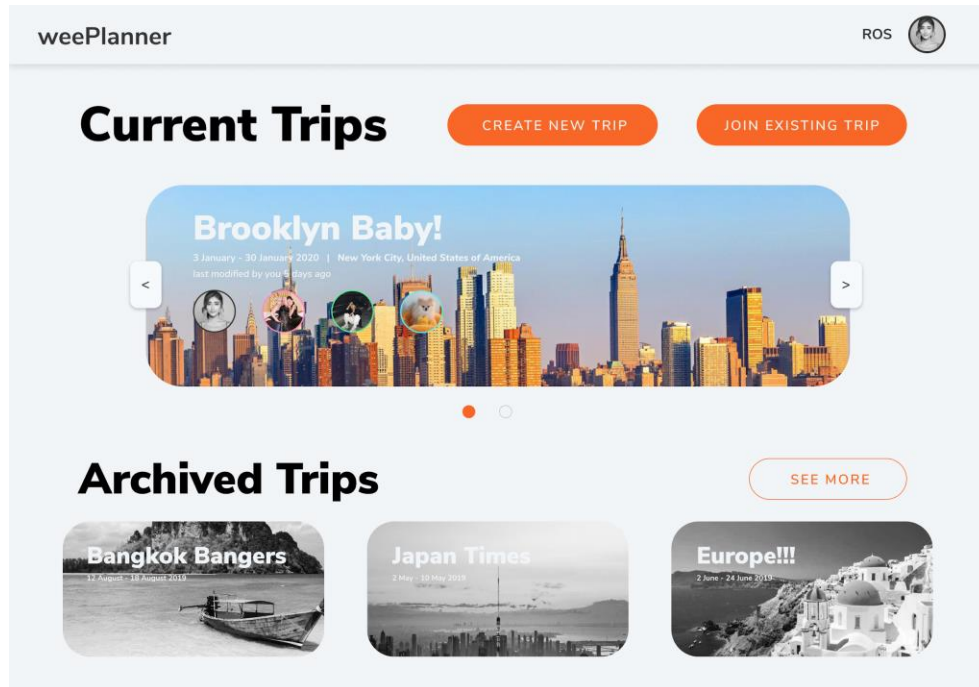 weePlanner
ROS
Current Trips
CREATE NEW TRIP
JOIN EXISTING TRIP
Brooklyn Baby!
3 January - 30 January 2020 | New York City, United States of America
last modified by you 5 days ago
<
>
Archived Trips
SEE MORE
Bangkok Bangers
12 August - 18 August 2019
Japan Times
2 May - 10 May 2019
Europe!!!
2 June - 24 June 2019